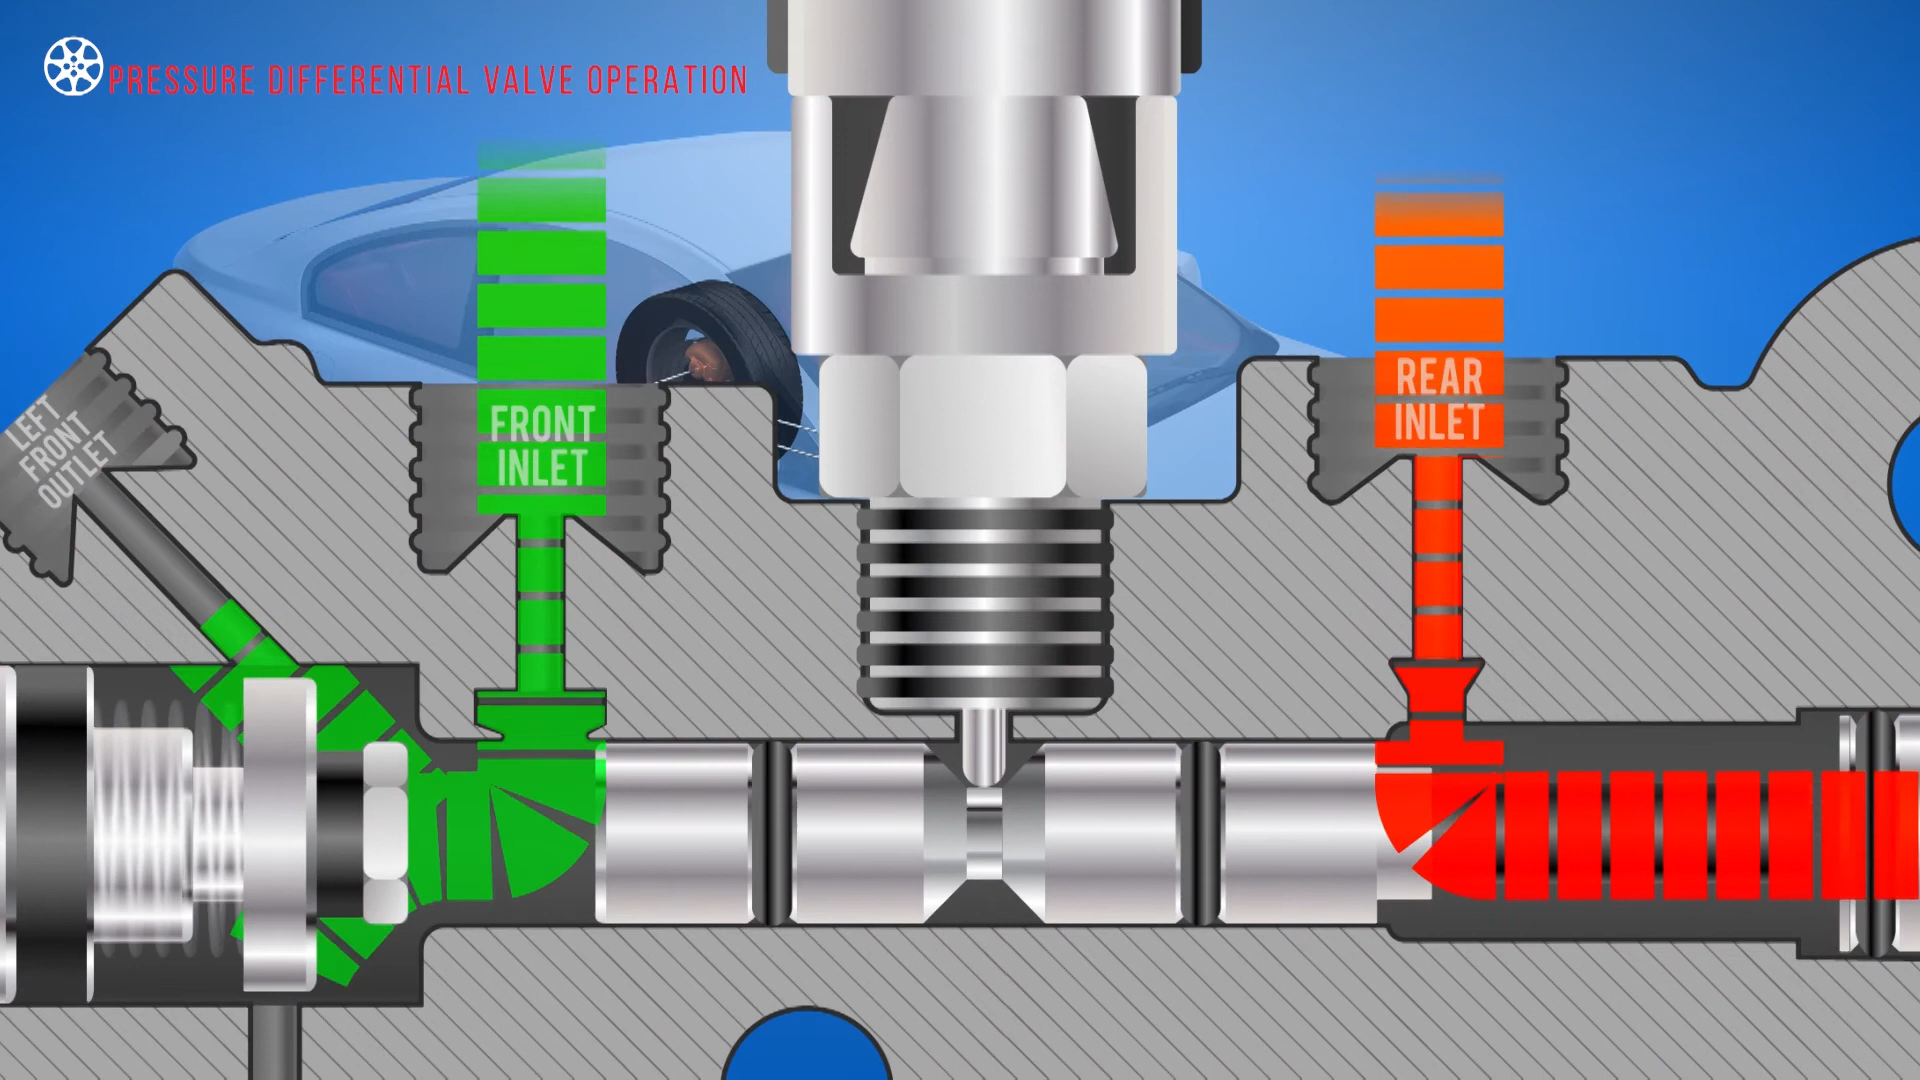 PRESSURE DIFFERENTIAL VALVE OPERATION
LEFT
FRONT
OUTLET
FRONT
INLET
REAR
INLET